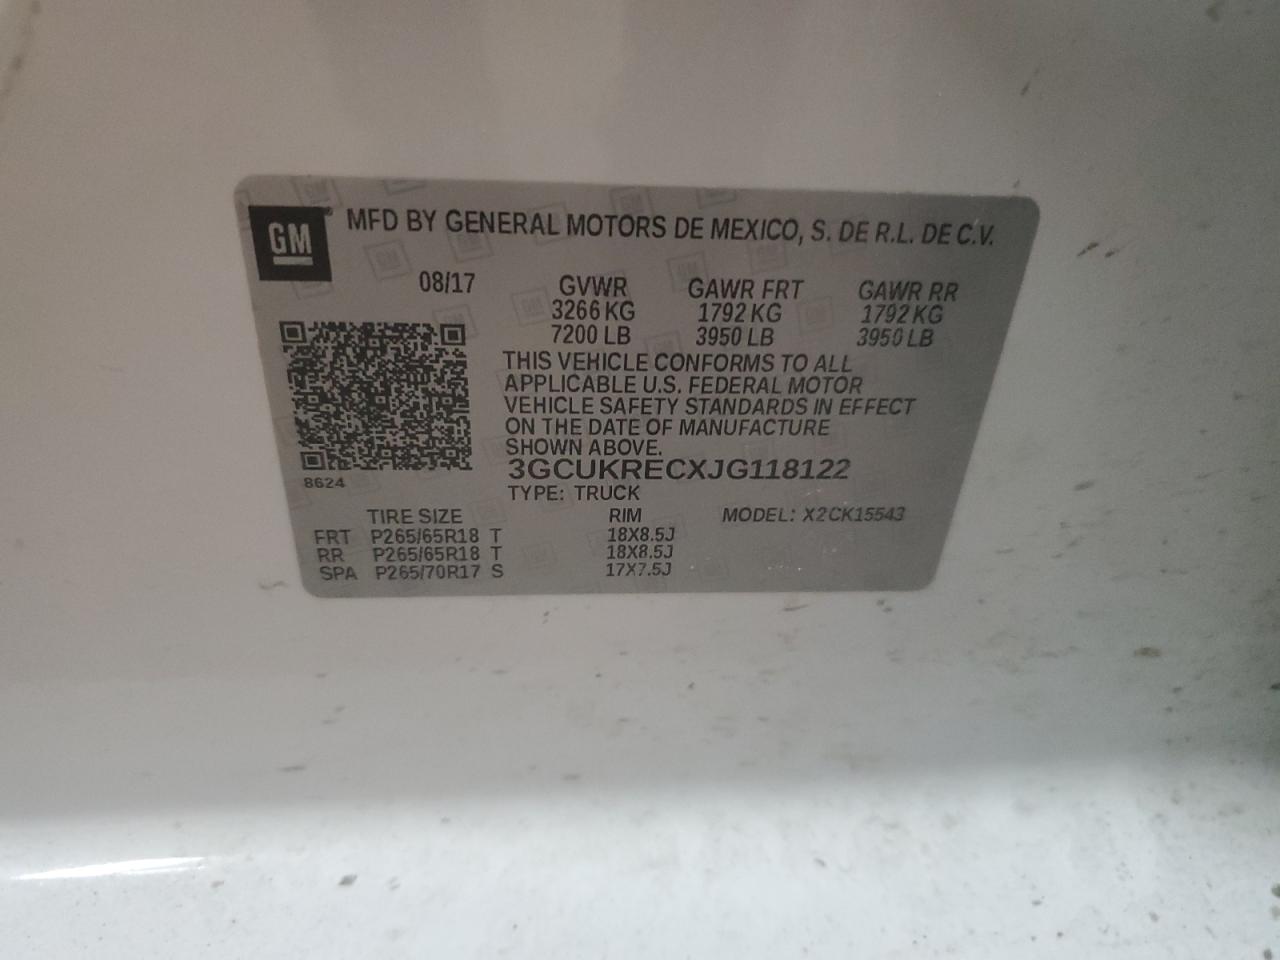 GM
MFD BY GENERAL MOTORS DE MEXICO, S. DE R.L. DE C.V.
08/17 GVWR GAWR FRT GAWR RR
3266 KG 1792 KG 1792 KG
7200 LB 3950 LB 3950 LB
THIS VEHICLE CONFORMS TO ALL
APPLICABLE U.S. FEDERAL MOTOR
VEHICLE SAFETY STANDARDS IN EFFECT
ON THE DATE OF MANUFACTURE
SHOWN ABOVE.
3GCUKRECXJG118122
8624
TYPE: TRUCK
TIRE SIZE RIM MODEL: X2CK15543
FRT P265/65R18 T 18X8.5J
RR P265/65R18 T 18X8.5J
SPA P265/70R17 S 17X7.5J